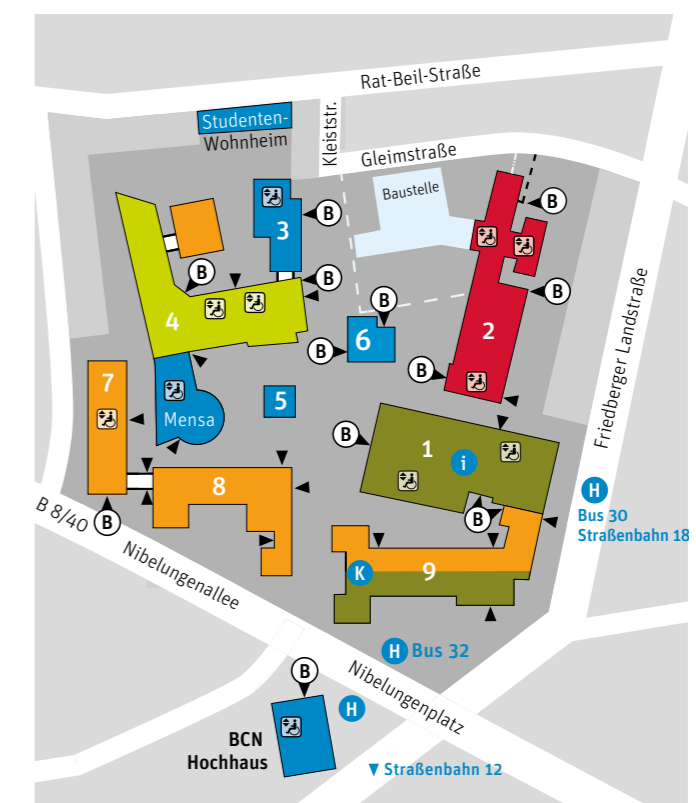 Rat-Beil-Straße
Studenten-
Wohnheim
Kleiststr.
Gleimstraße
Baustelle
B
3
B
B
B
4
B
2
B
B
6
B
B
Friedberger Landstraße
7
Mensa
5
B
1
i
8
B
H
Bus 30
Straßenbahn 18
B 8/40
B
Nibelungenallee
K
9
H Bus 32
Nibelungenplatz
B
H
BCN
Hochhaus
Straßenbahn 12